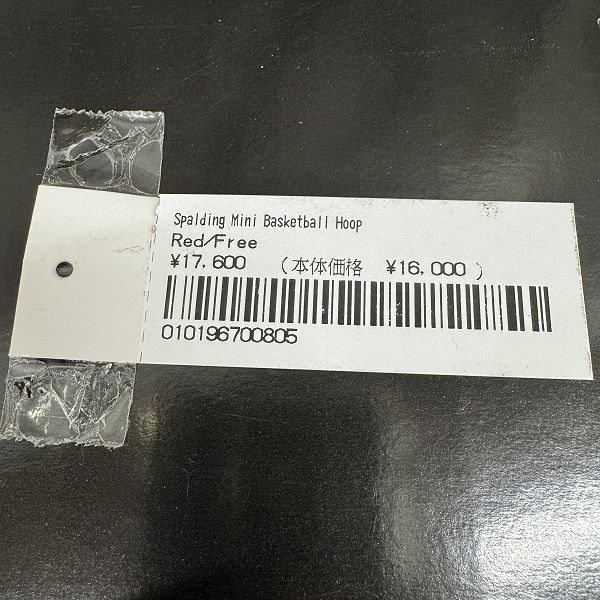 Spalding Mini Basketball Hoop
Red/Free
¥17,600 (本体価格 ¥16,000)
010196700805